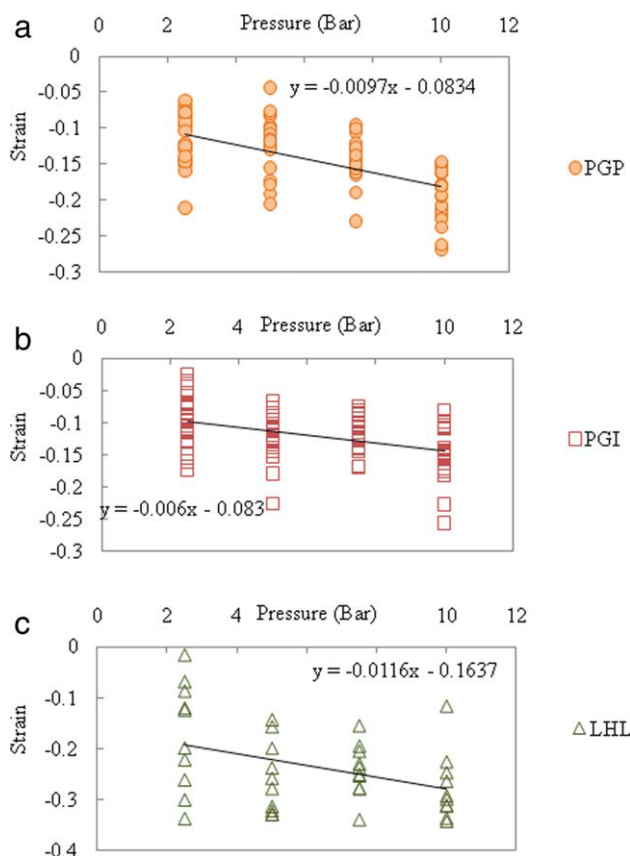 a
Pressure (Bar)
0 2 4 6 8 10 12
0
-0.05
-0.1
-0.15
-0.2
-0.25
-0.3
Strain
y = -0.0097x - 0.0834
PGP
b
0 2 4 Pressure (Bar) 8 10 12
0
-0.05
-0.1
-0.15
-0.2
-0.25
-0.3
Strain
y = -0.006x - 0.083
PGI
c
0 2 4 Pressure (Bar) 8 10 12
0
-0.1
-0.2
-0.3
-0.4
Strain
y = -0.0116x - 0.1637
LHL